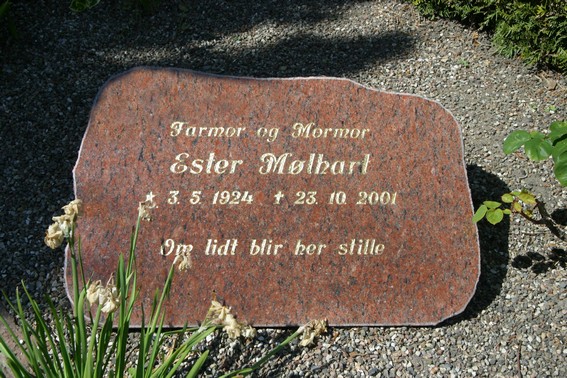 Farmor og Mormor
Ester Mølbart
* 3. 5. 1924 † 23. 10. 2001
Om lidt blir her stille